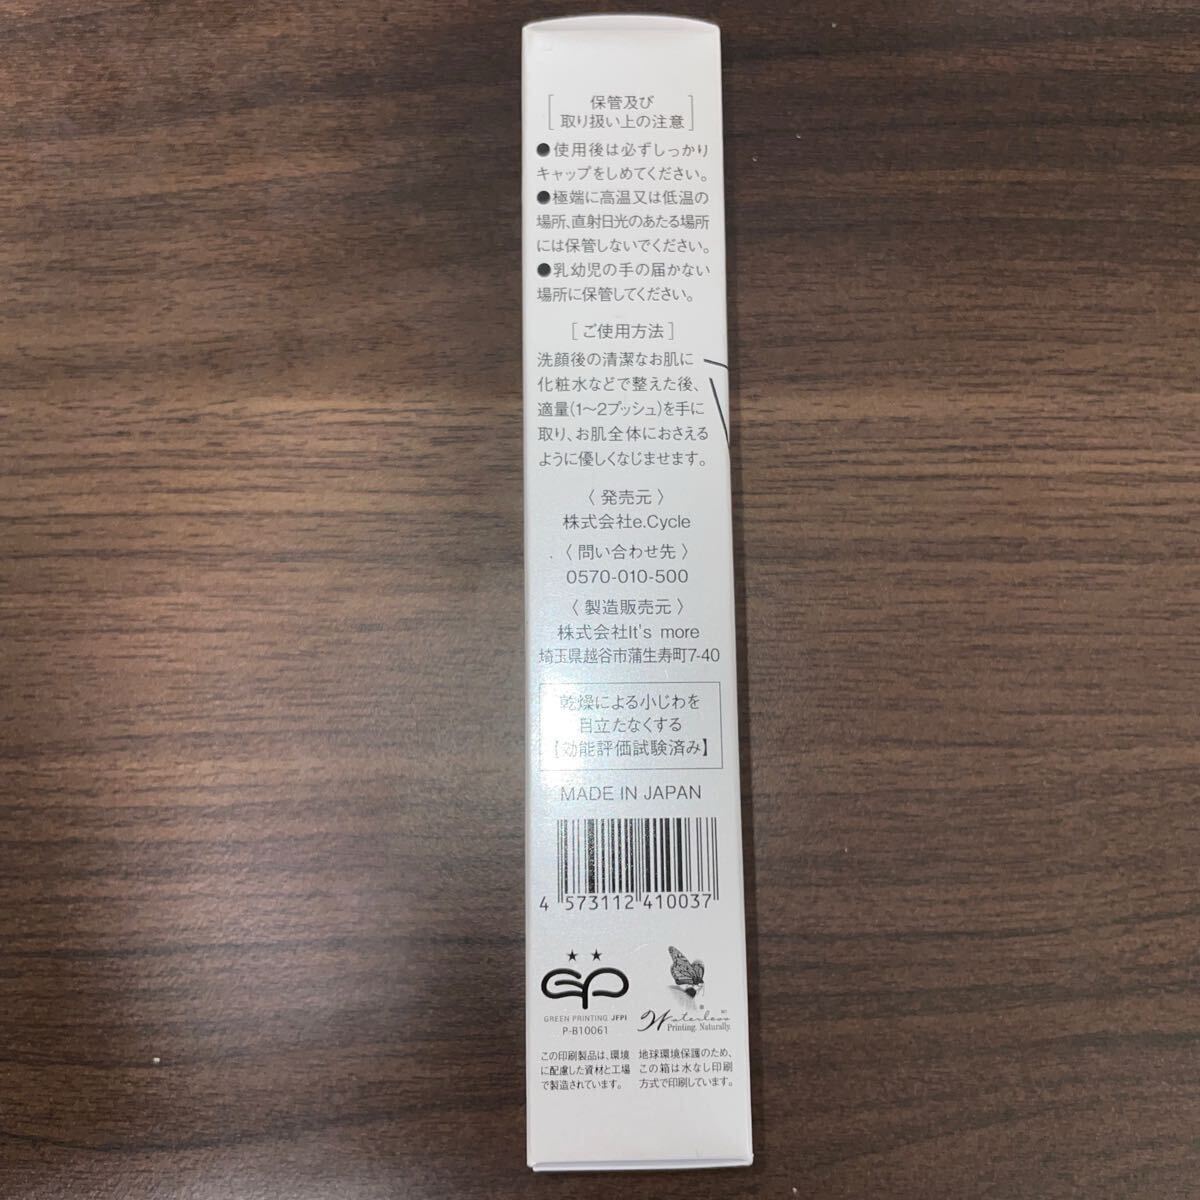 [保管及び
取り扱い上の注意]
●使用後は必ずしっかり
キャップをしめてください。
●極端に高温又は低温の
場所、直射日光のあたる場所
には保管しないでください。
●乳幼児の手の届かない
場所に保管してください。
[ご使用方法]
洗顔後の清潔なお肌に
化粧水などで整えた後、
適量(1〜2プッシュ)を手に
取り、お肌全体におさえる
ように優しくなじませます。
〈発売元〉
株式会社e.Cycle
〈問い合わせ先〉
0570-010-500
〈製造販売元〉
株式会社It's more
埼玉県越谷市蒲生寿町7-40
乾燥による小じわを
目立たなくする
【効能評価試験済み】
MADE IN JAPAN
4 573112 410037
GP
GREEN PRINTING JFPI
P-B10061
この印刷製品は、環境
に配慮した資材と工場
で製造されています。
Waterless
Printing. Naturally.
地球環境保護のため、
この箱は水なし印刷
方式で印刷しています。